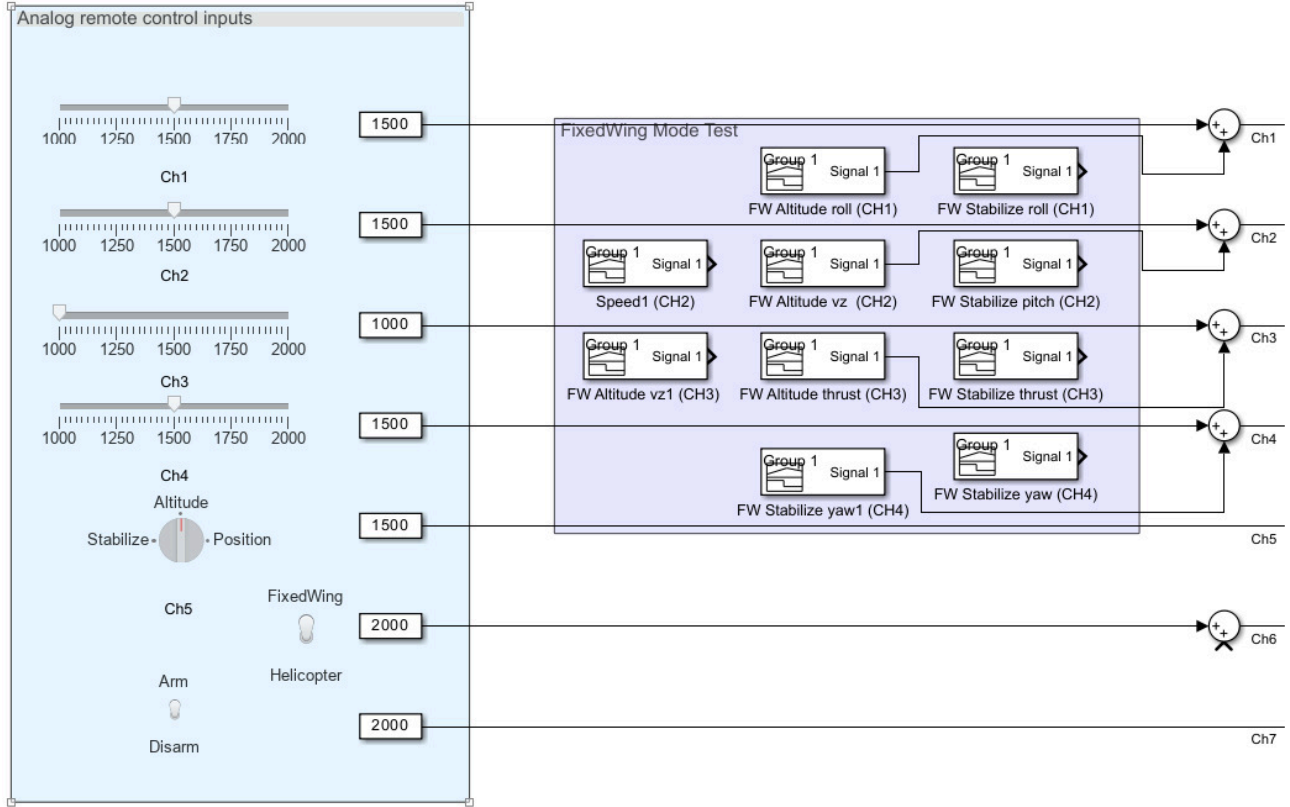 Analog remote control inputs
1000 1250 1500 1750 2000
Ch1
1000 1250 1500 1750 2000
Ch2
1000 1250 1500 1750 2000
Ch3
1000 1250 1500 1750 2000
Ch4
Altitude
Stabilize
Position
Ch5
FixedWing
Helicopter
Arm
Disarm
1500
1500
1000
1500
1500
2000
2000
FixedWing Mode Test
Group 1
Signal 1
FW Altitude roll (CH1)
Group 1
Signal 1
FW Stabilize roll (CH1)
Group 1
Signal 1
Speed1 (CH2)
Group 1
Signal 1
FW Altitude vz (CH2)
Group 1
Signal 1
FW Stabilize pitch (CH2)
Group 1
Signal 1
FW Altitude vz1 (CH3)
Group 1
Signal 1
FW Altitude thrust (CH3)
Group 1
Signal 1
FW Stabilize thrust (CH3)
Group 1
Signal 1
FW Stabilize yaw1 (CH4)
Group 1
Signal 1
FW Stabilize yaw (CH4)
+
+
Ch1
+
+
Ch2
+
+
Ch3
+
+
Ch4
Ch5
+
+
Ch6
Ch7